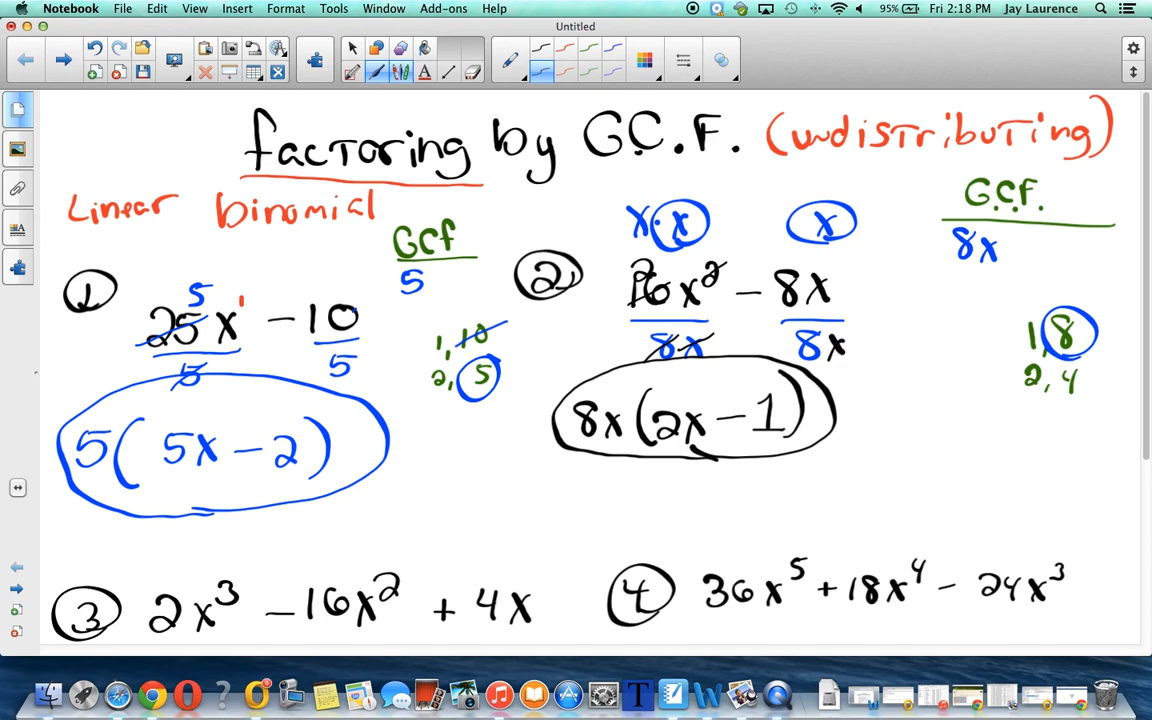 Notebook File Edit View Insert Format Tools Window Add-ons Help 95% Fri 2:18 PM Jay Laurence
Untitled
factoring by G.C.F. (undistributing)
Linear binomial
GCF
5
① 25x¹ - 10
5
5 5
1, 10
2, 5
5(5x - 2)
② 16x² - 8x
x · x x
2
8x 8x
8x(2x - 1)
G.C.F.
8x
1, 8
2, 4
③ 2x³ - 16x² + 4x
④ 36x⁵ + 18x⁴ - 24x³